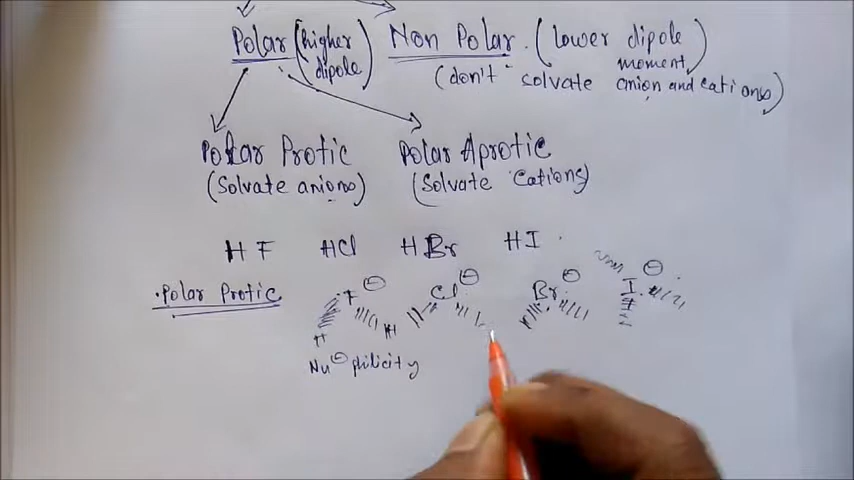 Polar (higher dipole) Non Polar. (lower dipole moment)
(don't solvate anion and cations)
Polar Protic Polar Aprotic
(Solvate anions) (Solvate Cations)
HF HCl HBr HI
Polar Protic F⊖ Cl⊖ Br⊖ I⊖
H H
Nu⊖philicity